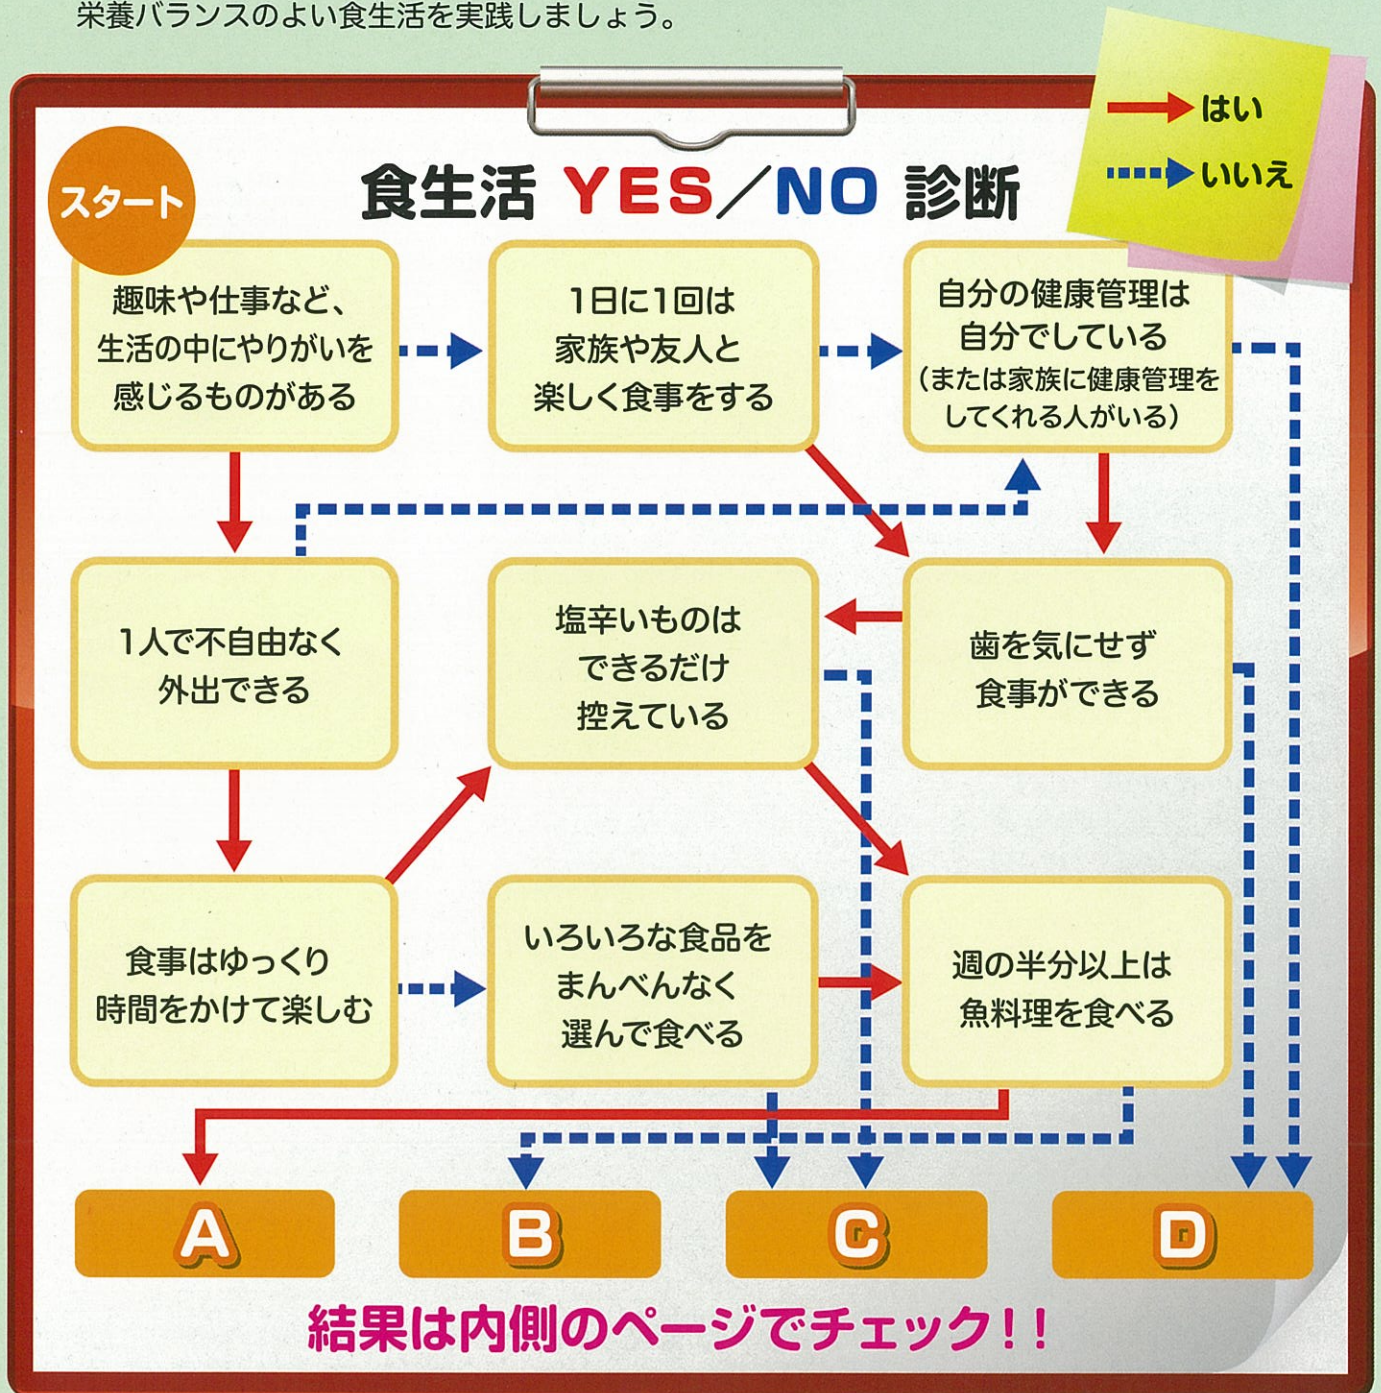 栄養バランスのよい食生活を実践しましょう。
はい
いいえ
スタート
食生活 YES／NO 診断
趣味や仕事など、
生活の中にやりがいを
感じるものがある
1日に1回は
家族や友人と
楽しく食事をする
自分の健康管理は
自分でしている
（または家族に健康管理を
してくれる人がいる）
1人で不自由なく
外出できる
塩辛いものは
できるだけ
控えている
歯を気にせず
食事ができる
食事はゆっくり
時間をかけて楽しむ
いろいろな食品を
まんべんなく
選んで食べる
週の半分以上は
魚料理を食べる
A
B
C
D
結果は内側のページでチェック！！